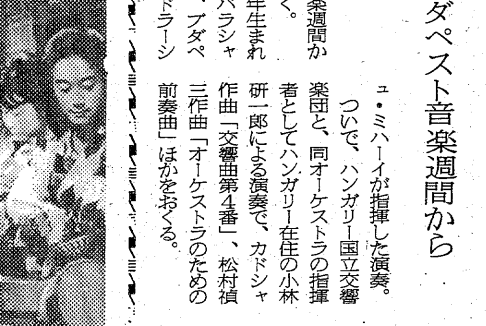 ダペスト音楽週間から
楽週間か
く。
年生まれ
バラシャ
、ブダペ
ドラーシ
ュ・ミハーイが指揮した演奏。
ついで、ハンガリー国立交響
楽団と、同オーケストラの指揮
者としてハンガリー在住の小林
研一郎による演奏で、カドシャ
作曲「交響曲第4番」、松村禎
三作曲「オーケストラのための
前奏曲」ほかをおくる。